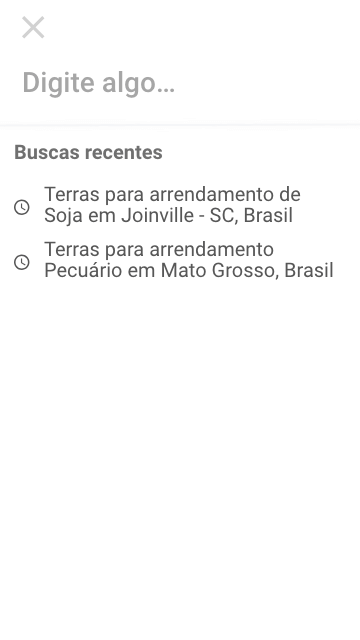 Digite algo...
Buscas recentes
Terras para arrendamento de
Soja em Joinville - SC, Brasil
Terras para arrendamento
Pecuário em Mato Grosso, Brasil